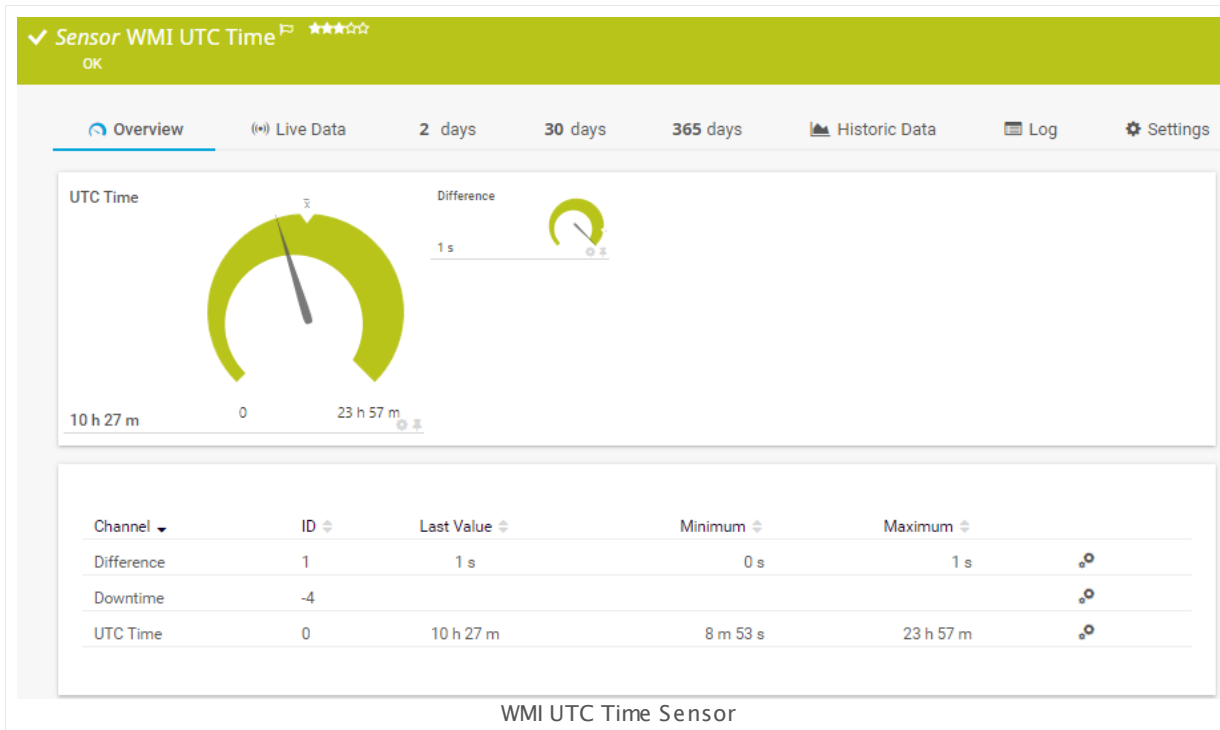 Sensor WMI UTC Time
OK
Overview Live Data 2 days 30 days 365 days Historic Data Log Settings
UTC Time
x̄
Difference
1 s
10 h 27 m
0
23 h 57 m
Channel ID Last Value Minimum Maximum
Difference 1 1 s 0 s 1 s
Downtime -4
UTC Time 0 10 h 27 m 8 m 53 s 23 h 57 m
WMI UTC Time Sensor